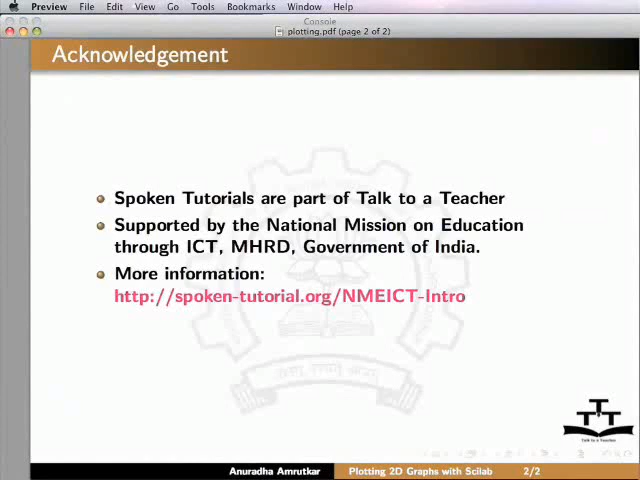 Preview File Edit View Go Tools Bookmarks Window Help
Console
plotting.pdf (page 2 of 2)
Acknowledgement
Spoken Tutorials are part of Talk to a Teacher
Supported by the National Mission on Education
through ICT, MHRD, Government of India.
More information:
http://spoken-tutorial.org/NMEICT-Intro
Talk to a Teacher
Anuradha Amrutkar Plotting 2D Graphs with Scilab 2/2